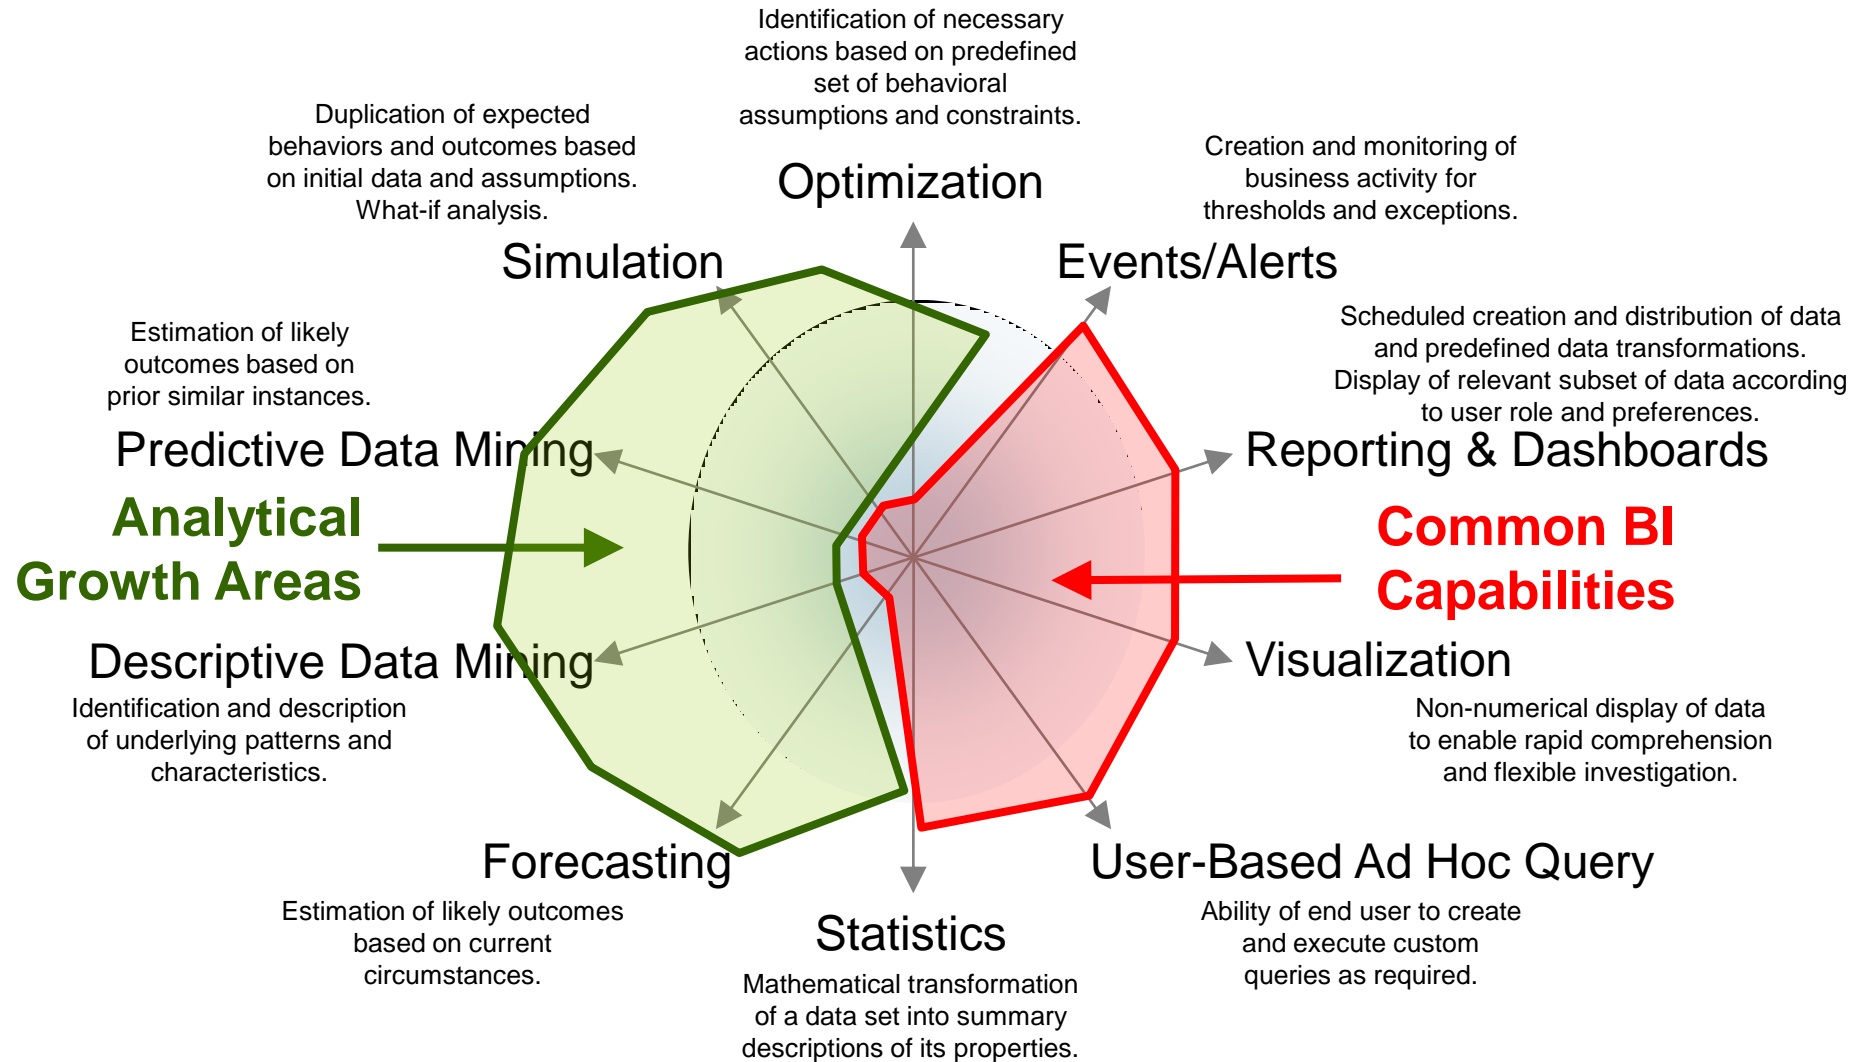 Identification of necessary
actions based on predefined
set of behavioral
assumptions and constraints.
Optimization
Duplication of expected
behaviors and outcomes based
on initial data and assumptions.
What-if analysis.
Simulation
Creation and monitoring of
business activity for
thresholds and exceptions.
Events/Alerts
Estimation of likely
outcomes based on
prior similar instances.
Predictive Data Mining
Scheduled creation and distribution of data
and predefined data transformations.
Display of relevant subset of data according
to user role and preferences.
Reporting & Dashboards
Analytical
Growth Areas
Common BI
Capabilities
Descriptive Data Mining
Identification and description
of underlying patterns and
characteristics.
Visualization
Non-numerical display of data
to enable rapid comprehension
and flexible investigation.
Forecasting
Estimation of likely outcomes
based on current
circumstances.
User-Based Ad Hoc Query
Ability of end user to create
and execute custom
queries as required.
Statistics
Mathematical transformation
of a data set into summary
descriptions of its properties.